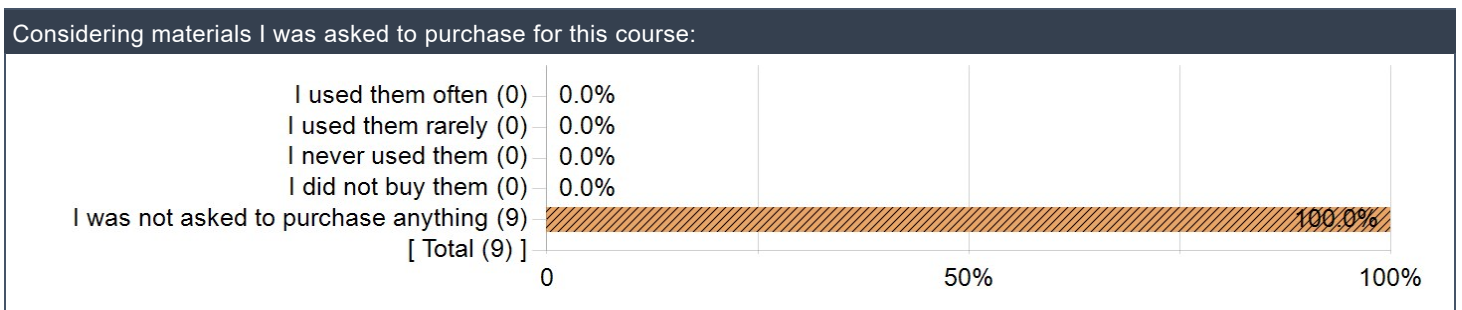 Considering materials I was asked to purchase for this course:
I used them often (0) 0.0%
I used them rarely (0) 0.0%
I never used them (0) 0.0%
I did not buy them (0) 0.0%
I was not asked to purchase anything (9) 100.0%
[ Total (9) ]
0 50% 100%